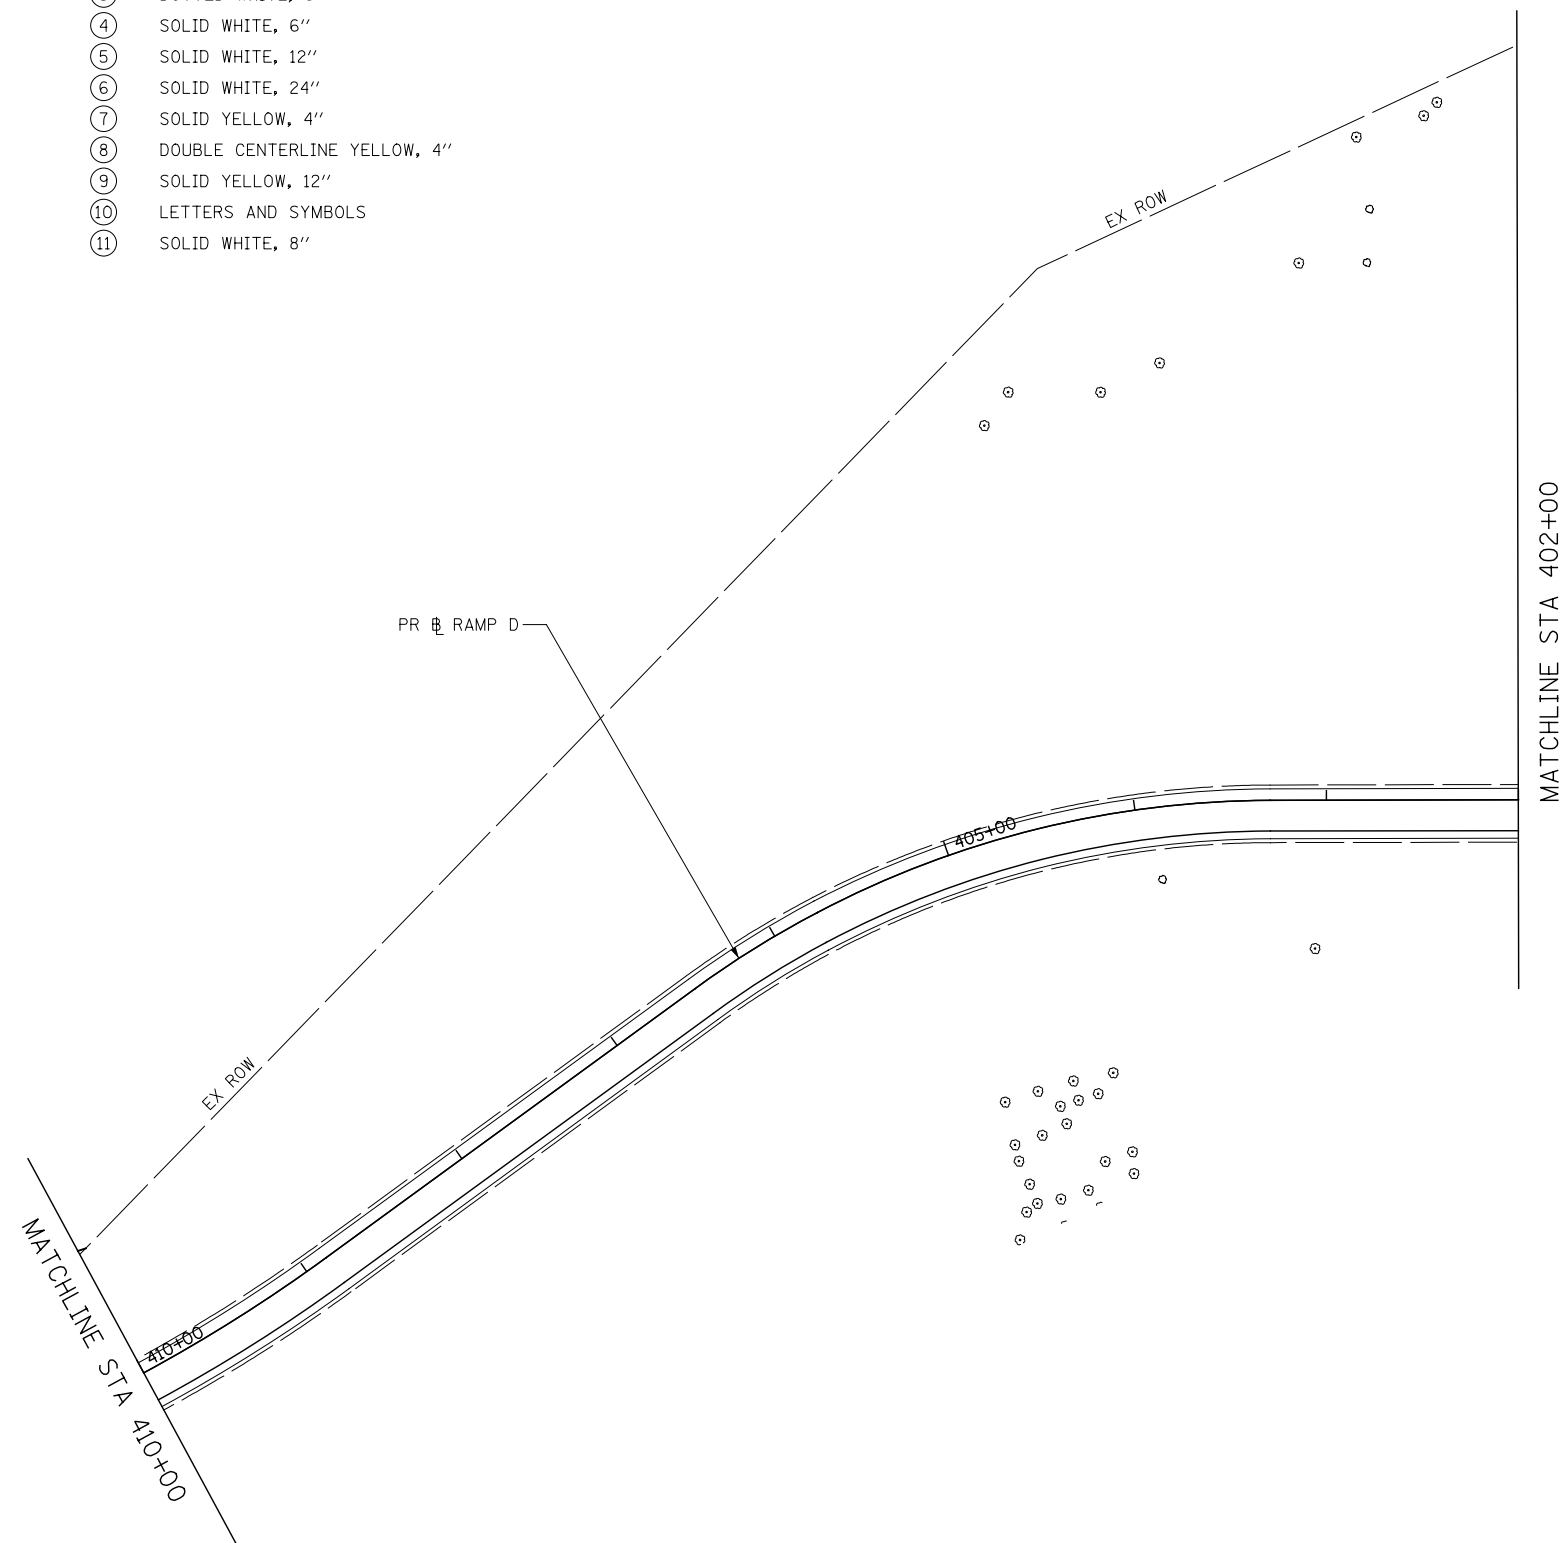 4 SOLID WHITE, 6"
5 SOLID WHITE, 12"
6 SOLID WHITE, 24"
7 SOLID YELLOW, 4"
8 DOUBLE CENTERLINE YELLOW, 4"
9 SOLID YELLOW, 12"
10 LETTERS AND SYMBOLS
11 SOLID WHITE, 8"
EX ROW
MATCHLINE STA 402+00
PR BL RAMP D
405+00
EX ROW
410+00
MATCHLINE STA 410+00